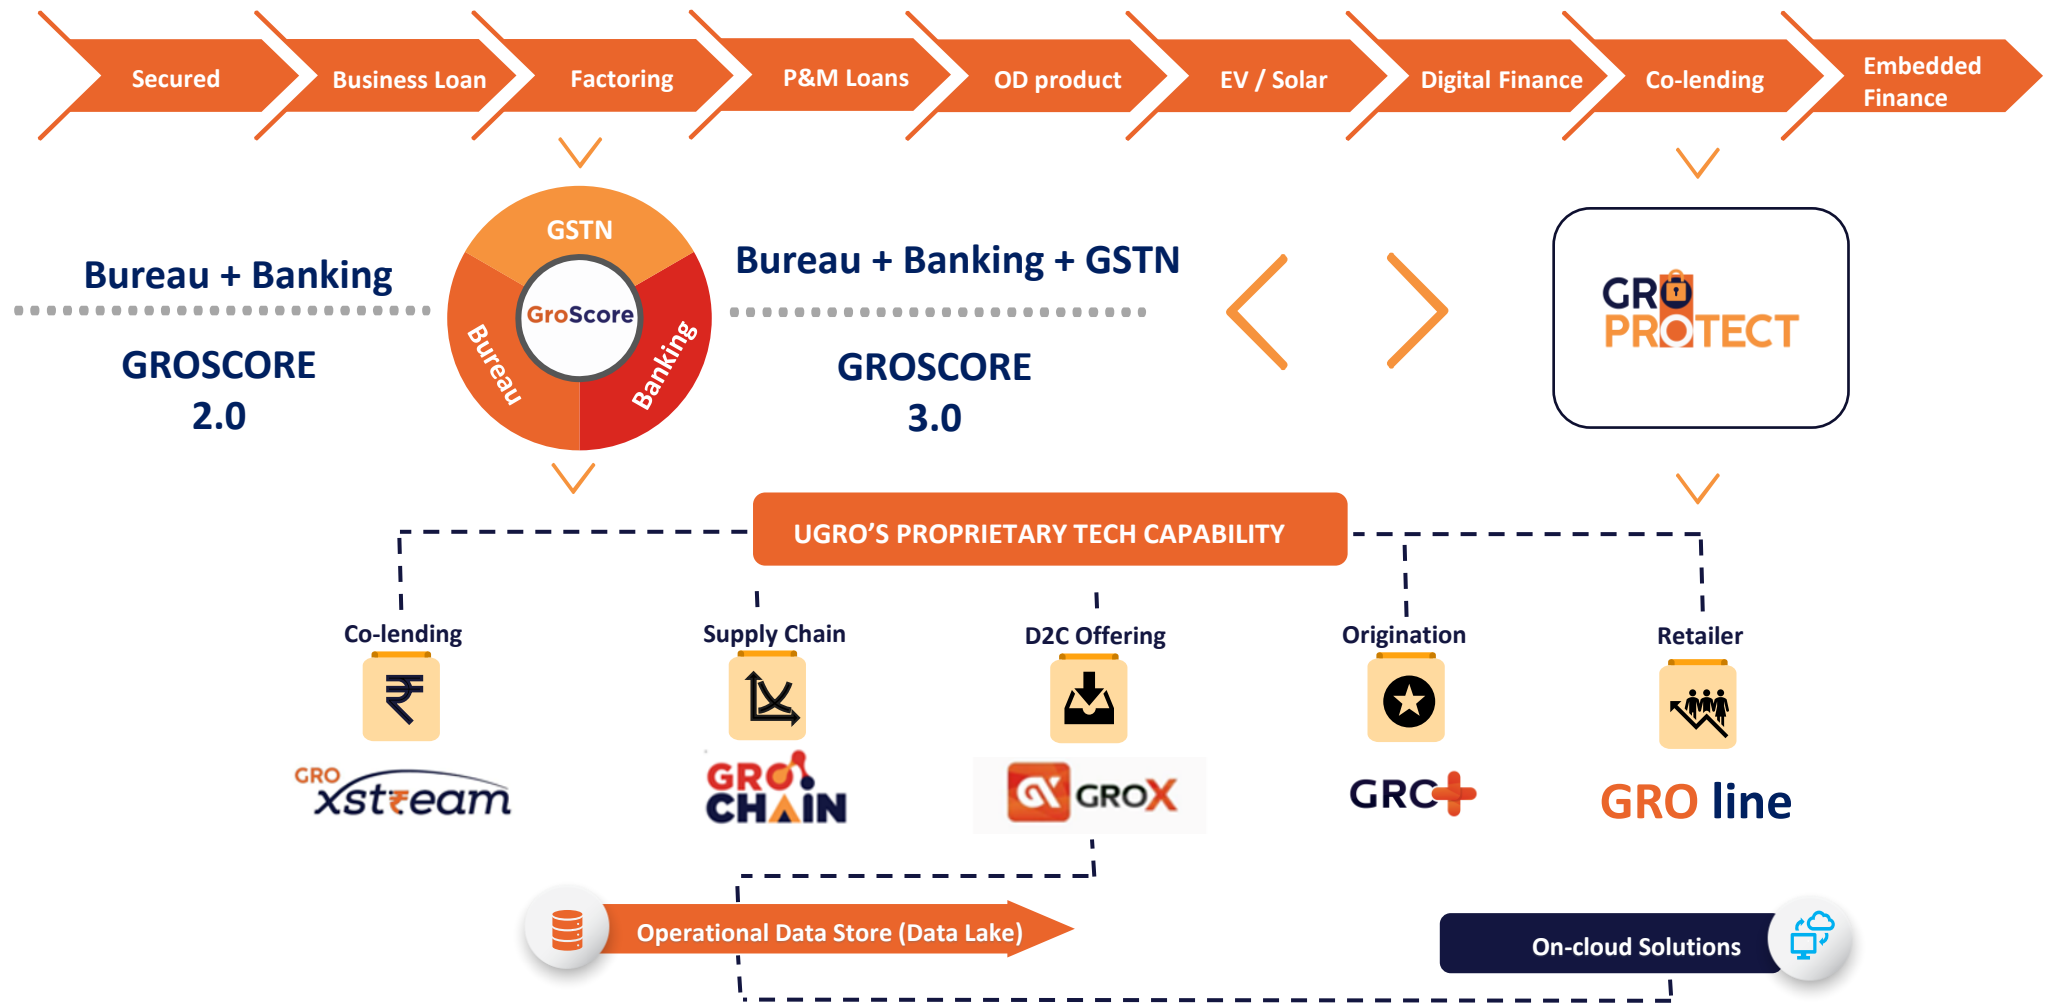 Secured
Business Loan
Factoring
P&M Loans
OD product
EV / Solar
Digital Finance
Co-lending
Embedded
Finance
Bureau + Banking
GROSCORE
2.0
GSTN
Bureau
Banking
GroScore
Bureau + Banking + GSTN
GROSCORE
3.0
GRO
PROTECT
UGRO’S PROPRIETARY TECH CAPABILITY
Co-lending
Supply Chain
D2C Offering
Origination
Retailer
GRO
xst₹eam
GRO
CHAIN
GX GROX
GRO+
GRO line
Operational Data Store (Data Lake)
On-cloud Solutions